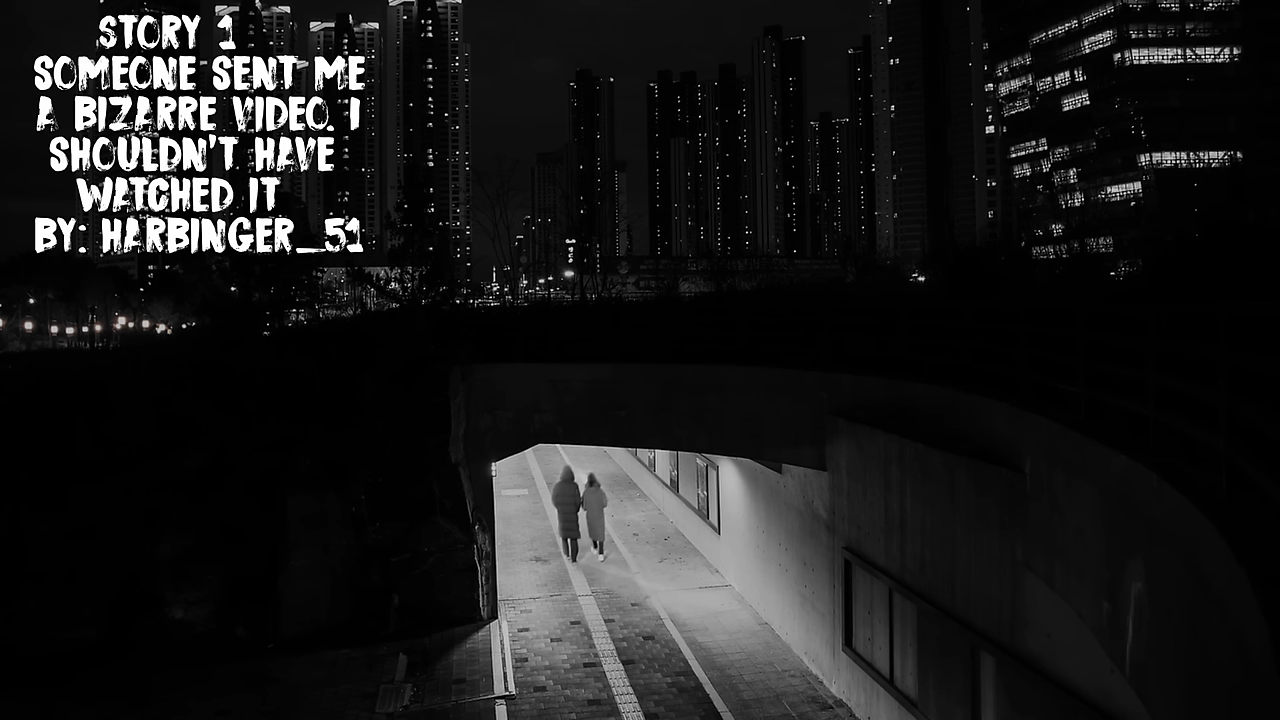 STORY 1
SOMEONE SENT ME
A BIZARRE VIDEO. I
SHOULDN'T HAVE
WATCHED IT
BY: HARBINGER_51